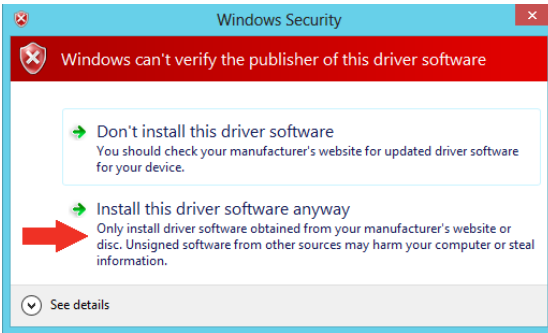 Windows Security
Windows can't verify the publisher of this driver software
Don't install this driver software
You should check your manufacturer's website for updated driver software
for your device.
Install this driver software anyway
Only install driver software obtained from your manufacturer's website or
disc. Unsigned software from other sources may harm your computer or steal
information.
See details